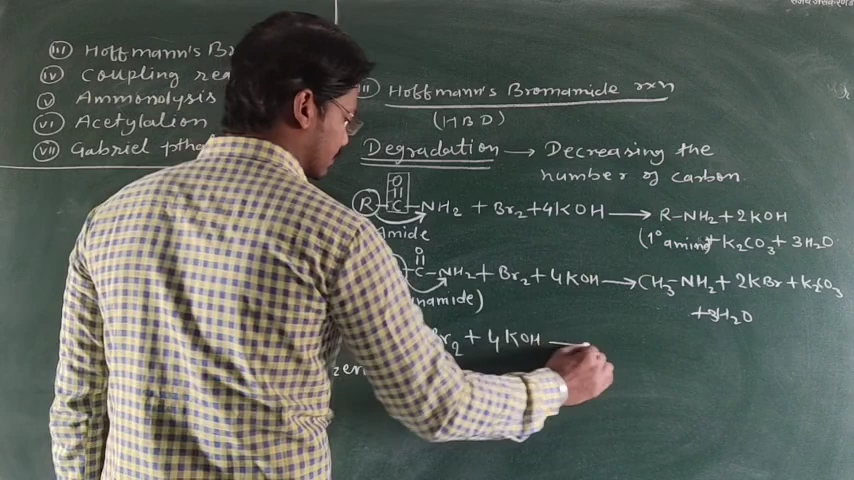 III Hoffmann's Br
IV Coupling rea
V Ammonolysis
VI Acetylation
VII Gabriel ptha
II Hoffmann's Bromamide rxn
(HBD)
Degradation → Decreasing the
number of carbon.
O
R-C-NH2 + Br2 + 4KOH → R-NH2 + 2KOH
Amide (1° amine) + K2CO3 + 3H2O
O
-C-NH2 + Br2 + 4KOH → CH3-NH2 + 2KBr + K2CO3
namide) + H2O
Br2 + 4KOH